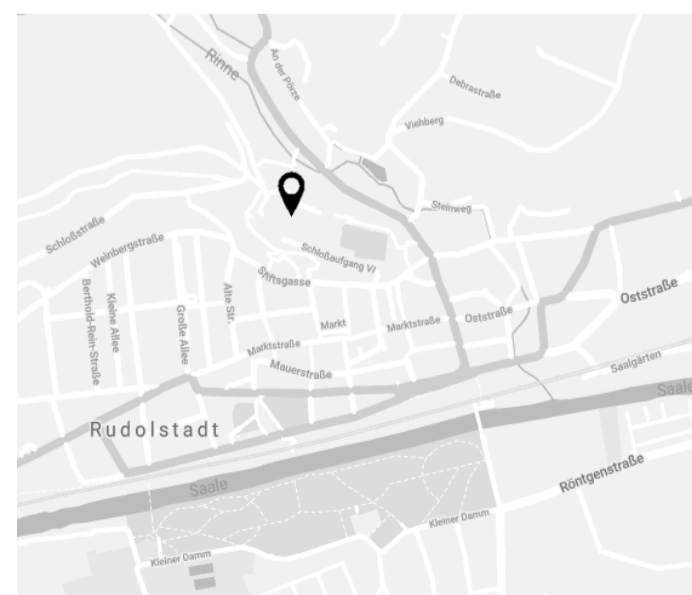 Rinne
An der Pörze
Debrastraße
Viehberg
Steinweg
Schloßstraße
Weinbergstraße
Schloßaufgang VI
Stiftsgasse
Berthold-Rein-Straße
Kleine Allee
Große Allee
Alte Str.
Markt
Marktstraße
Marktstraße
Oststraße
Oststraße
Mauerstraße
Saalgärten
Saale
Rudolstadt
Saale
Röntgenstraße
Kleiner Damm
Kleiner Damm